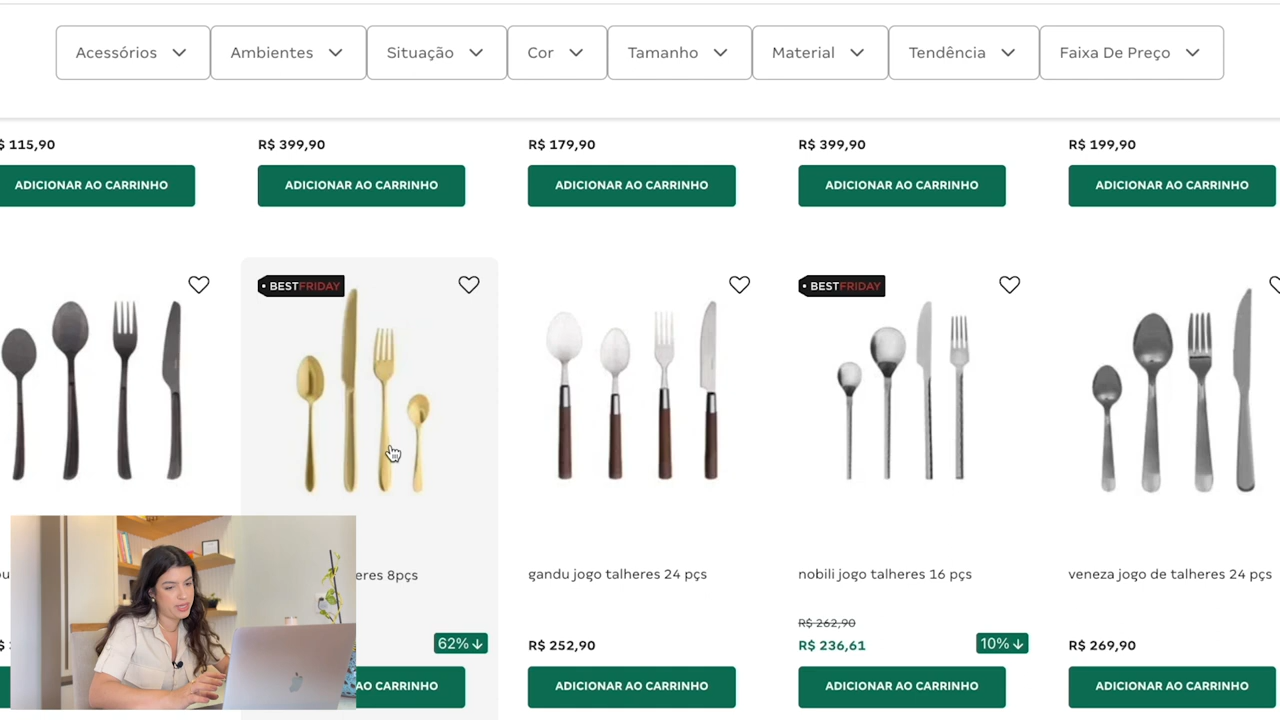 Acessórios Ambientes Situação Cor Tamanho Material Tendência Faixa De Preço
$ 115,90 R$ 399,90 R$ 179,90 R$ 399,90 R$ 199,90
ADICIONAR AO CARRINHO ADICIONAR AO CARRINHO ADICIONAR AO CARRINHO ADICIONAR AO CARRINHO ADICIONAR AO CARRINHO
BESTFRIDAY BESTFRIDAY
eres 8pçs gandu jogo talheres 24 pçs nobili jogo talheres 16 pçs veneza jogo de talheres 24 pçs
R$ 262,90
62% R$ 252,90 R$ 236,61 10% R$ 269,90
AO CARRINHO ADICIONAR AO CARRINHO ADICIONAR AO CARRINHO ADICIONAR AO CARRINHO